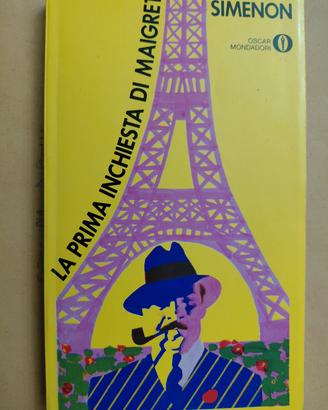 SIMENON
OSCAR
MONDADORI
LA PRIMA INCHIESTA DI MAIGRET